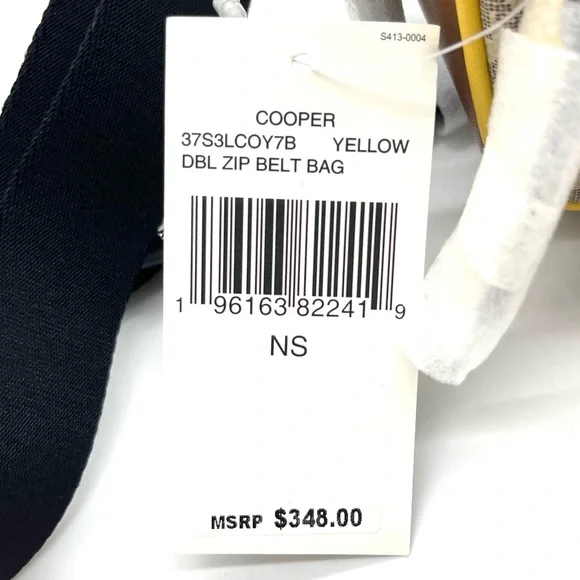 S413-0004
COOPER
37S3LCOY7B YELLOW
DBL ZIP BELT BAG
1 96163 82241 9
NS
MSRP $348.00